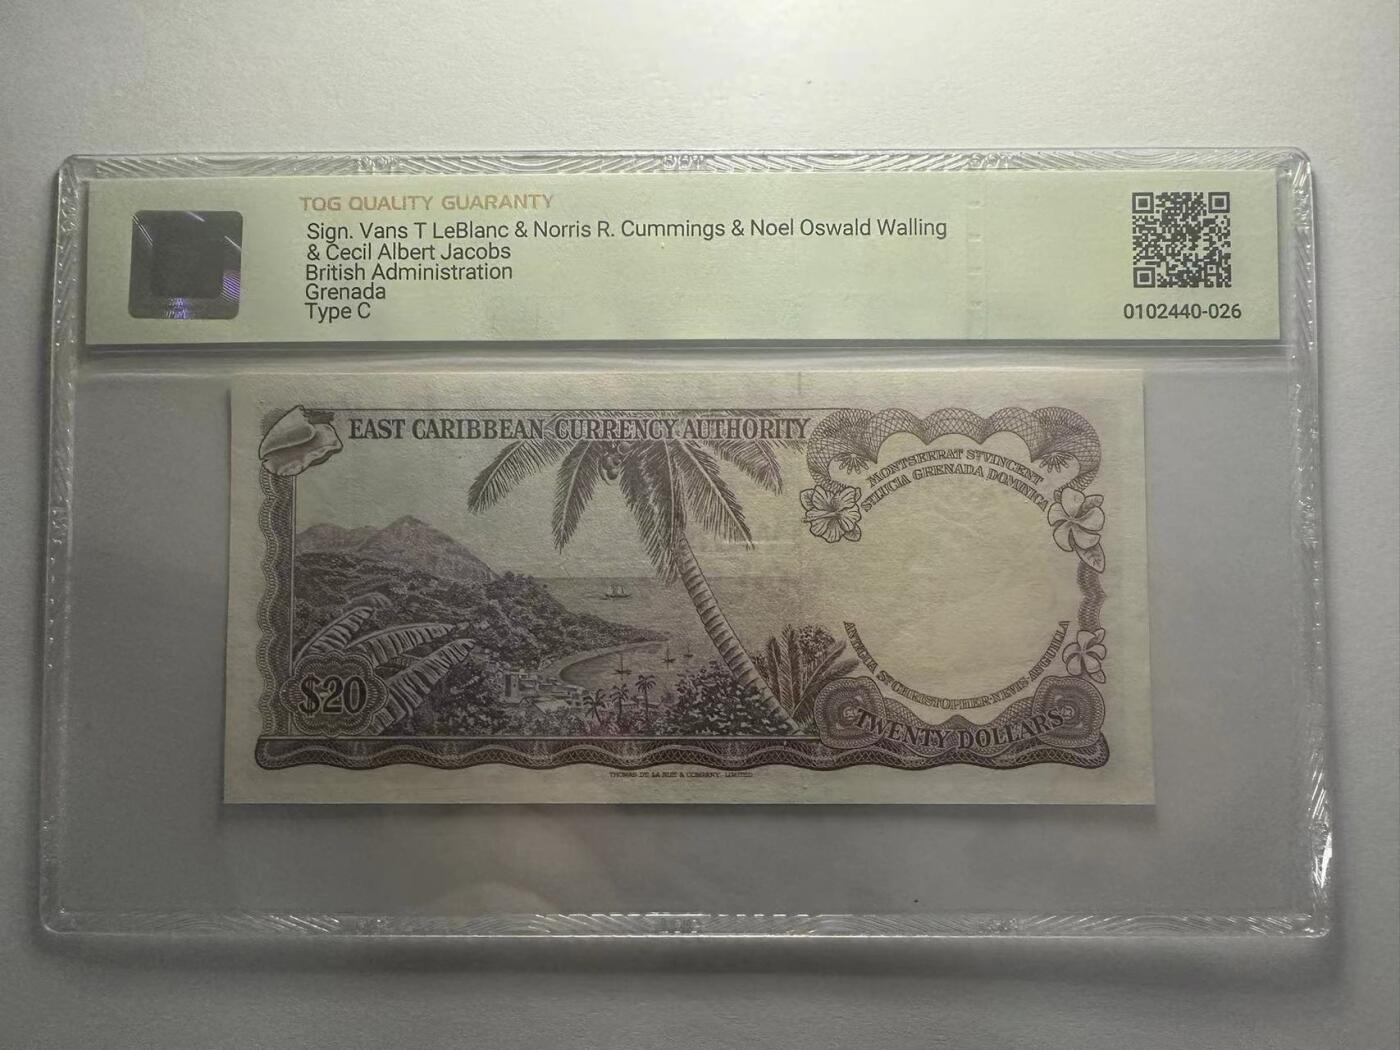 TQG QUALITY GUARANTY
Sign. Vans T LeBlanc & Norris R. Cummings & Noel Oswald Walling
& Cecil Albert Jacobs
British Administration
Grenada
Type C
0102440-026
EAST CARIBBEAN CURRENCY AUTHORITY
MONTSERRAT ST VINCENT
ST LUCIA GRENADA DOMINICA
ANTIGUA ST CHRISTOPHER-NEVIS-ANGUILLA
$20
TWENTY DOLLARS
THOMAS DE LA RUE & COMPANY, LIMITED